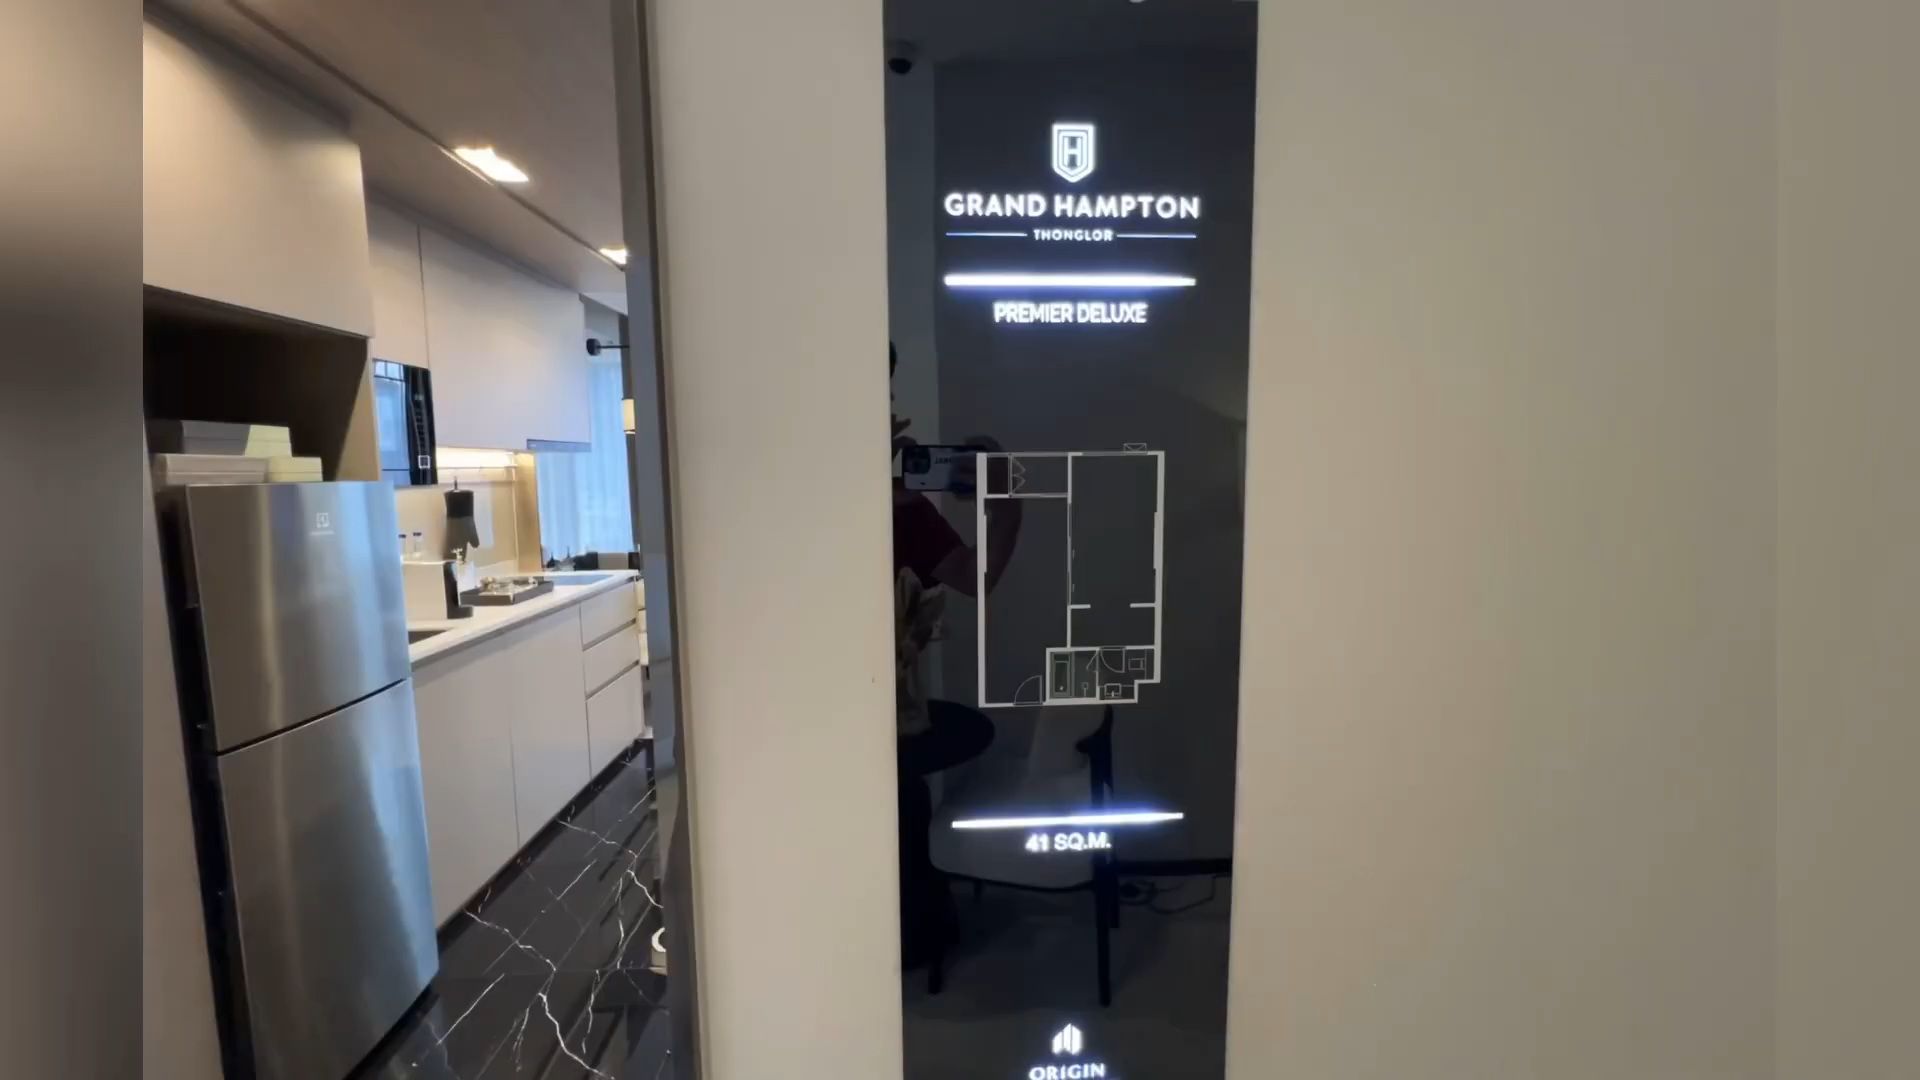 GRAND HAMPTON
THONGLOR
PREMIER DELUXE
41 SQ.M.
ORIGIN